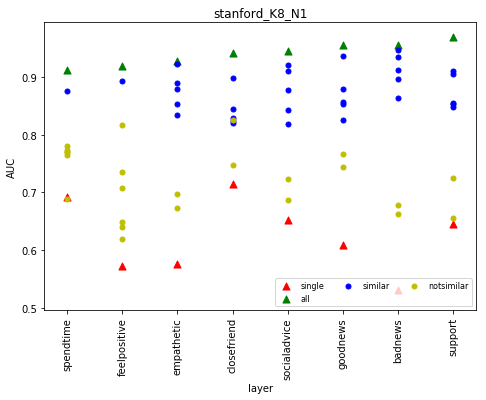 stanford_K8_N1
AUC
0.9
0.8
0.7
0.6
0.5
single
all
similar
notsimilar
spendtime
feelpositive
empathetic
closefriend
socialadvice
goodnews
badnews
support
layer